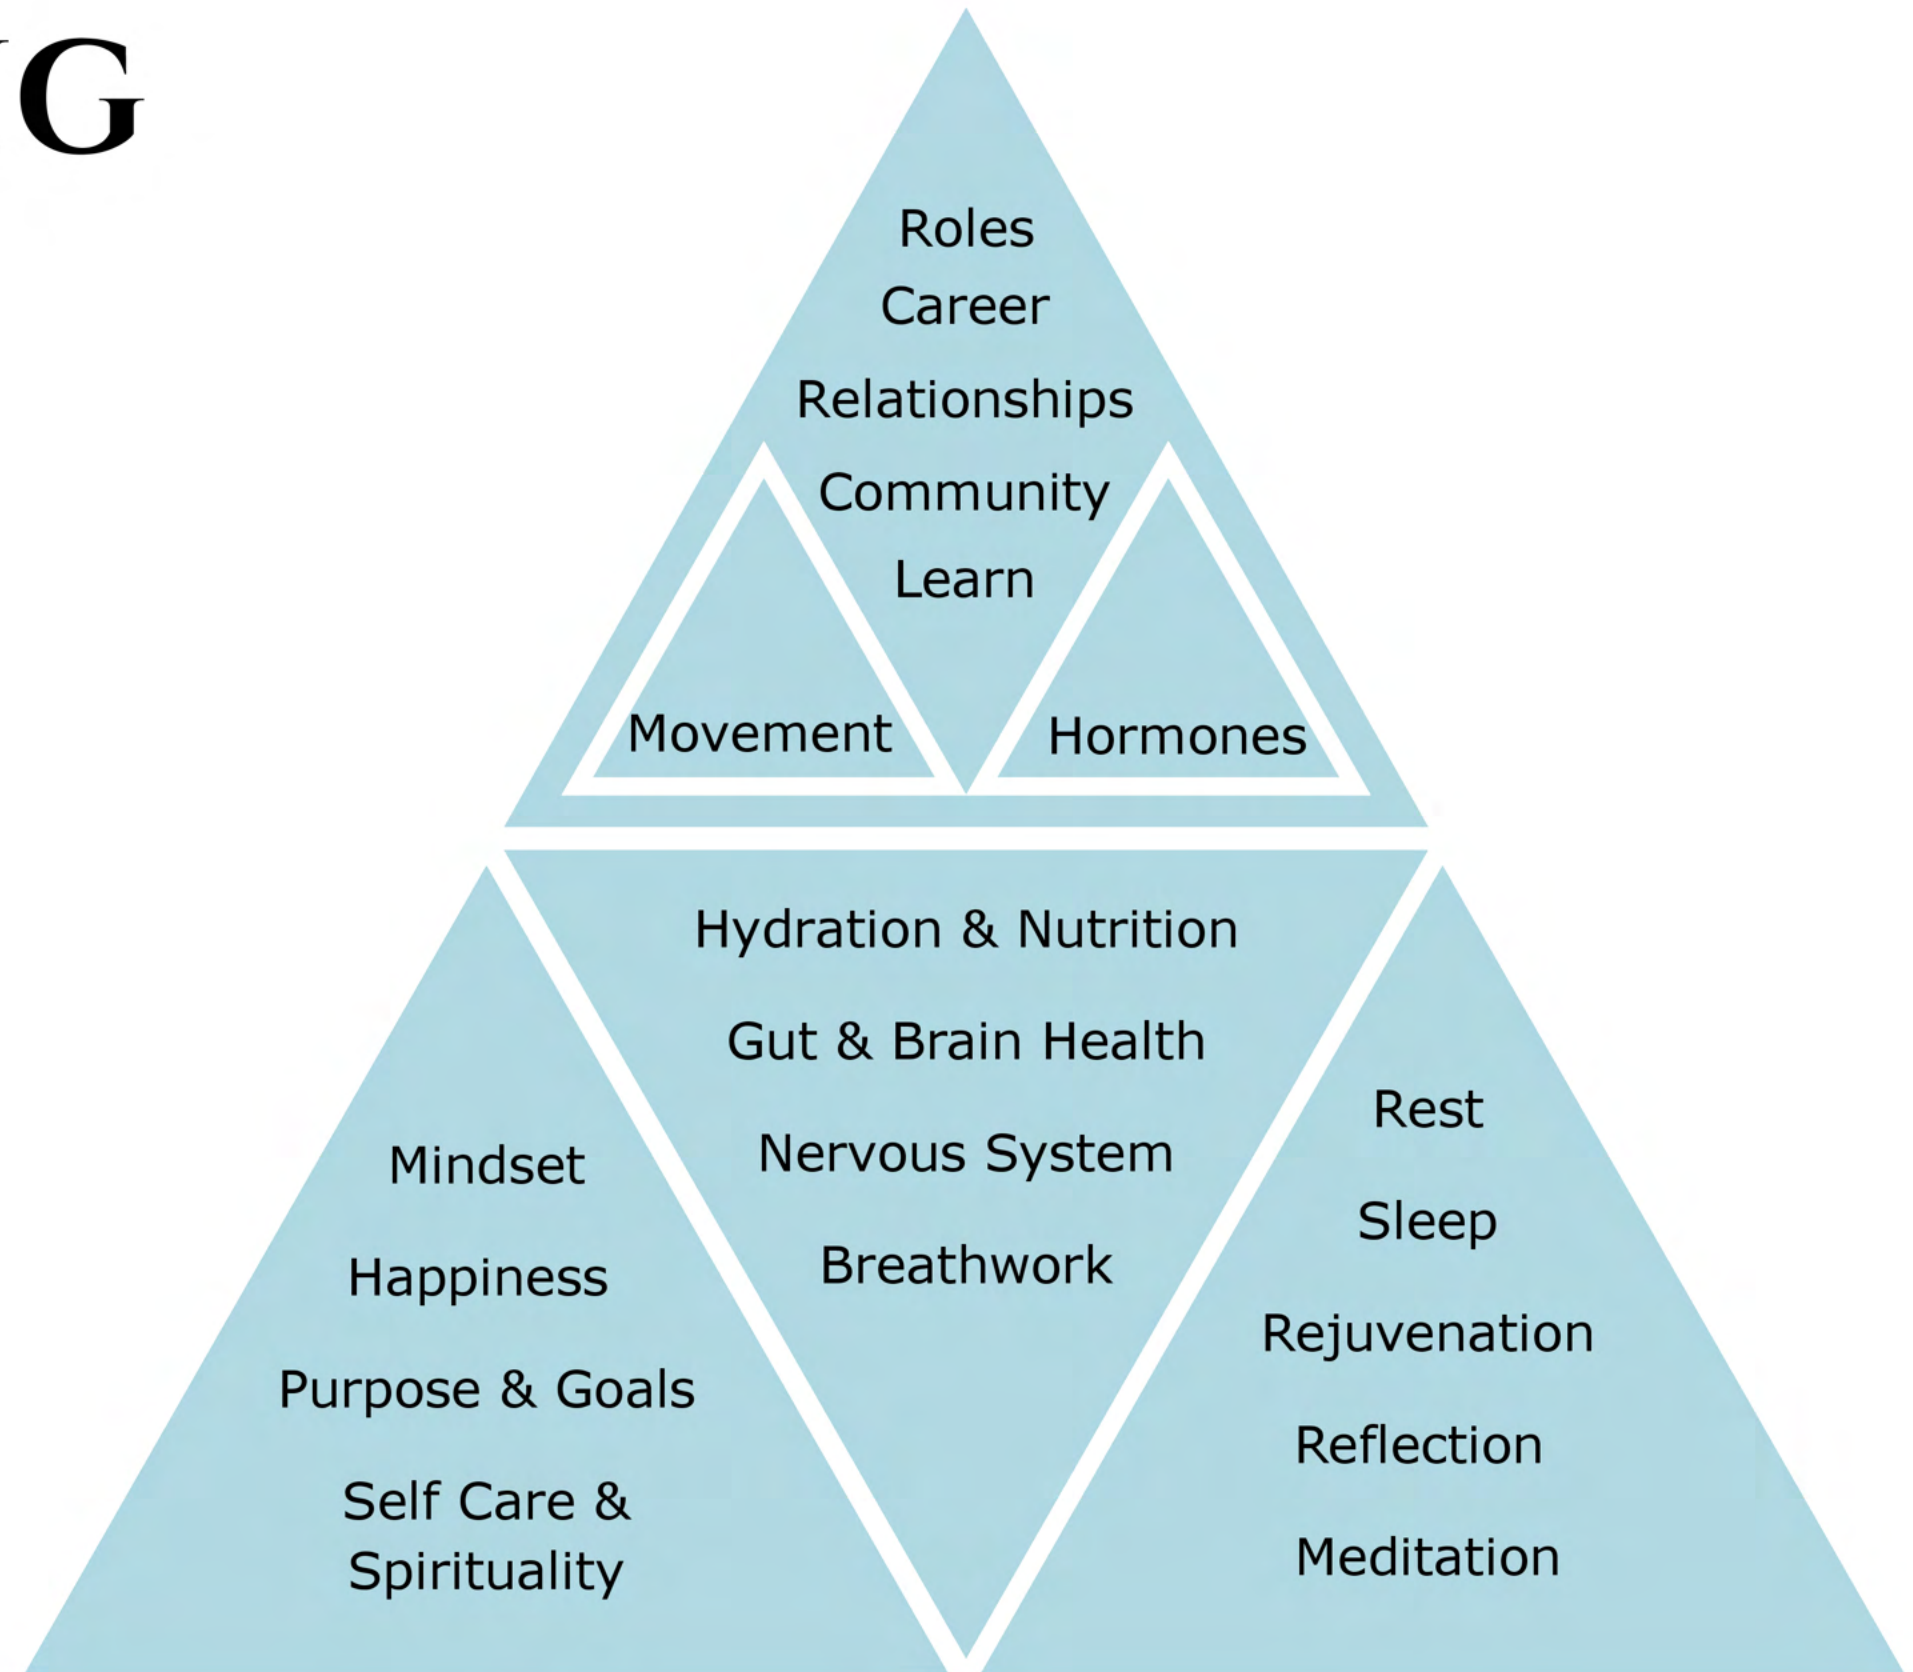 G
Roles
Career
Relationships
Community
Learn
Movement
Hormones
Hydration & Nutrition
Gut & Brain Health
Nervous System
Breathwork
Mindset
Happiness
Purpose & Goals
Self Care &
Spirituality
Rest
Sleep
Rejuvenation
Reflection
Meditation